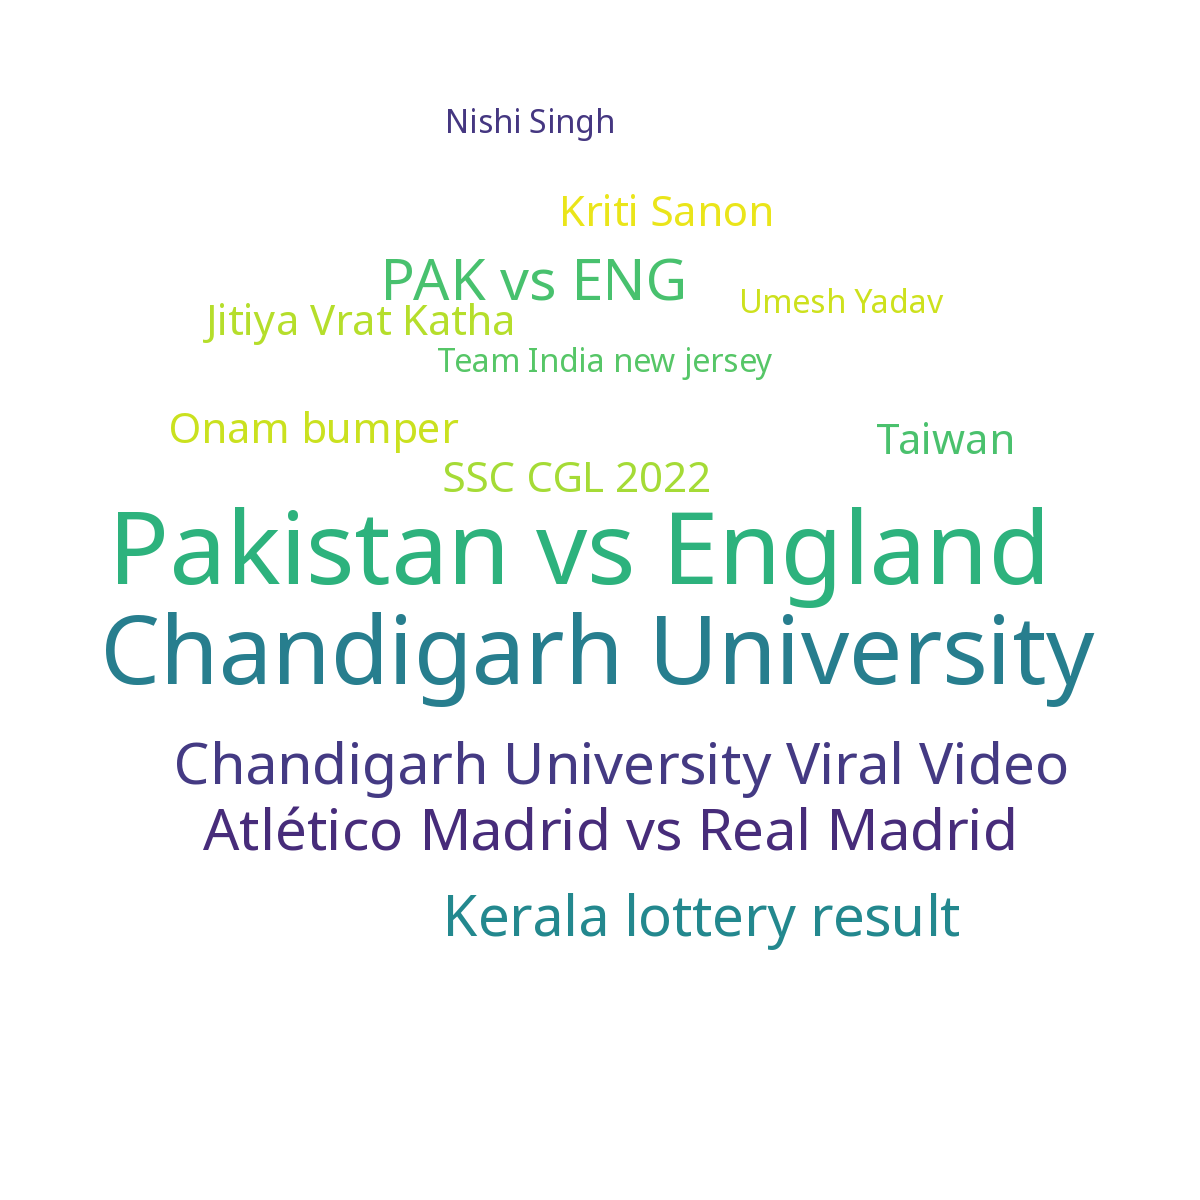 Nishi Singh
Kriti Sanon
PAK vs ENG
Umesh Yadav
Jitiya Vrat Katha
Team India new jersey
Onam bumper
Taiwan
SSC CGL 2022
Pakistan vs England
Chandigarh University
Chandigarh University Viral Video
Atlético Madrid vs Real Madrid
Kerala lottery result